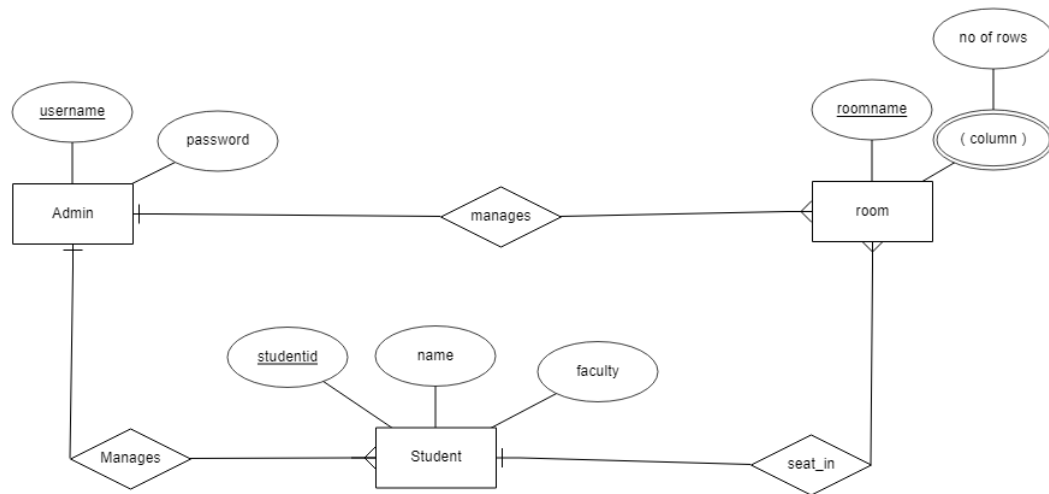 no of rows
username
roomname
password
( column )
Admin
manages
room
studentid
name
faculty
Manages
Student
seat_in